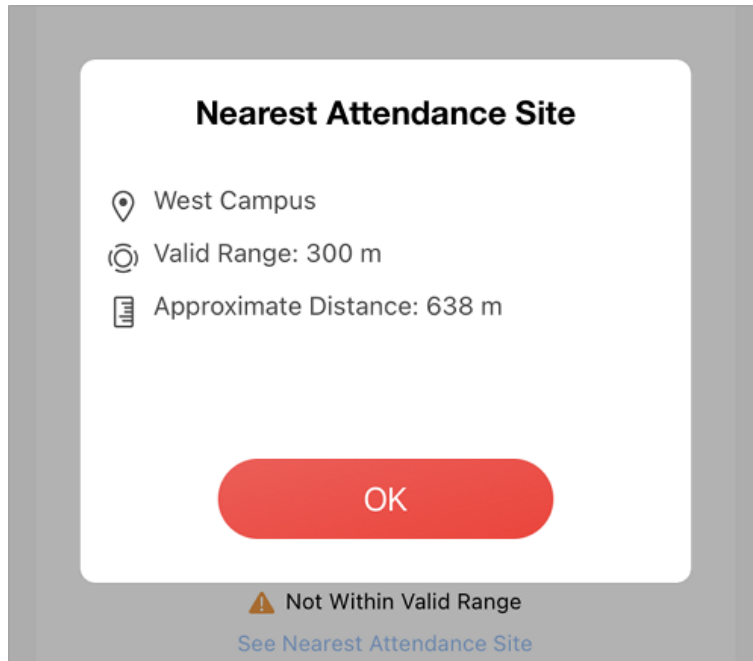 Nearest Attendance Site
West Campus
Valid Range: 300 m
Approximate Distance: 638 m
OK
Not Within Valid Range
See Nearest Attendance Site